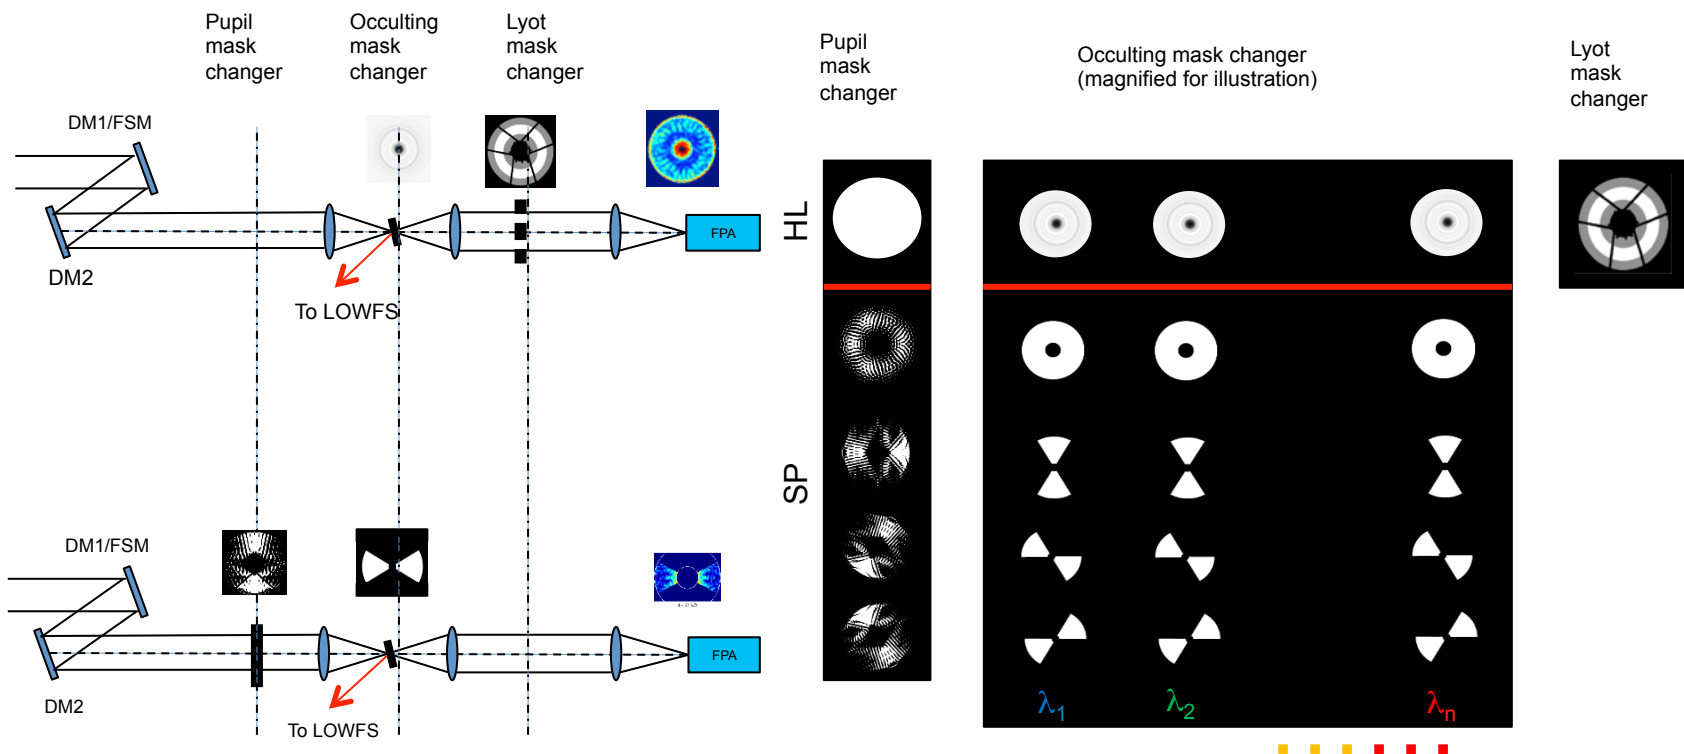 Pupil
mask
changer
Occulting
mask
changer
Lyot
mask
changer
DM1/FSM
DM2
To LOWFS
FPA
DM1/FSM
DM2
To LOWFS
FPA
Pupil
mask
changer
Occulting mask changer
(magnified for illustration)
Lyot
mask
changer
HL
SP
λ1
λ2
λn